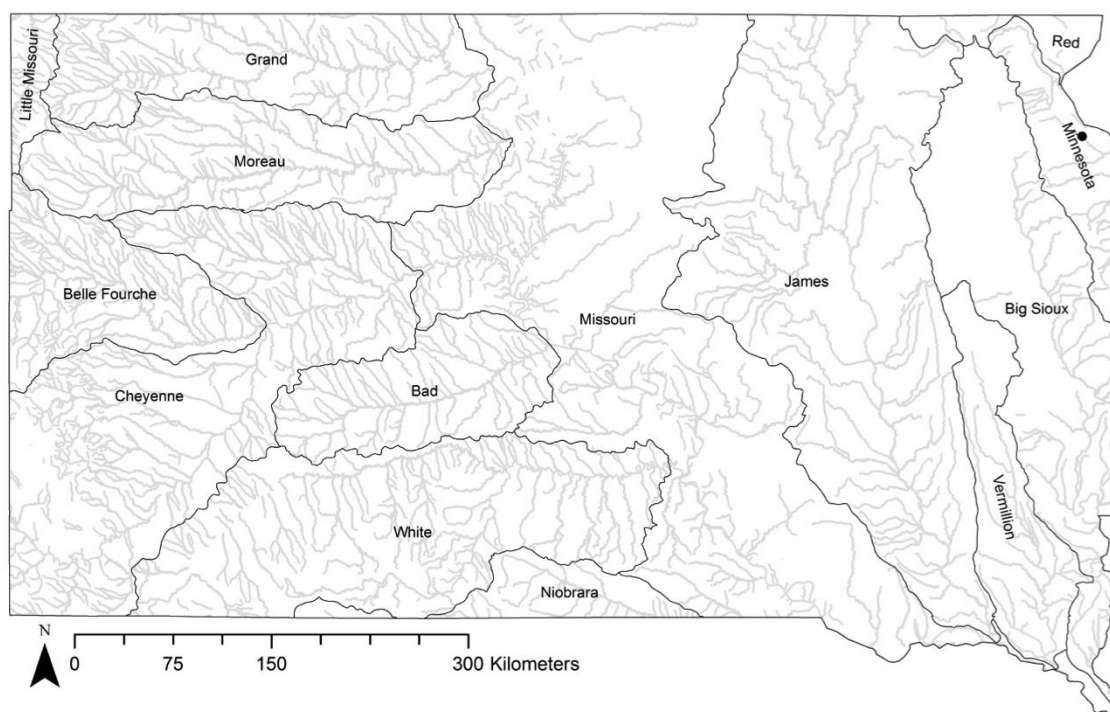 Red
Grand
Little Missouri
Minnesota
Moreau
Belle Fourche
James
Big Sioux
Missouri
Cheyenne
Bad
Vermillion
White
Niobrara
N
0 75 150 300 Kilometers